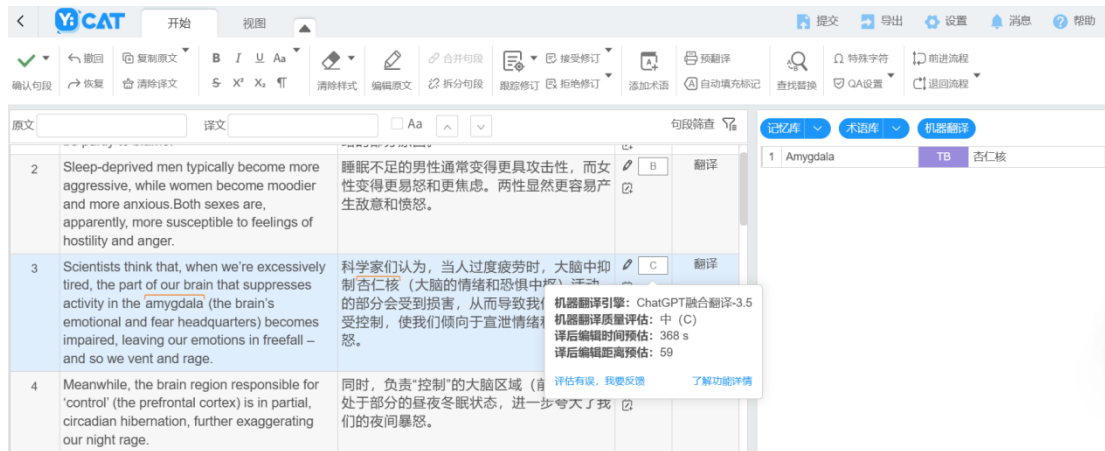 YiCAT
开始
视图
提交
导出
设置
消息
帮助
确认句段
撤回
恢复
复制原文
清除译文
B I U Aa
S X² X₂ ¶
清除样式
编辑原文
合并句段
拆分句段
跟踪修订
接受修订
拒绝修订
添加术语
预翻译
自动填充标记
查找替换
Ω 特殊字符
QA设置
前进流程
退回流程
原文
译文
Aa
句段筛查
记忆库
术语库
机器翻译
1 Amygdala TB 杏仁核
2
Sleep-deprived men typically become more
aggressive, while women become moodier
and more anxious.Both sexes are,
apparently, more susceptible to feelings of
hostility and anger.
睡眠不足的男性通常变得更具攻击性，而女
性变得更易怒和更焦虑。两性显然更容易产
生敌意和愤怒。
B
翻译
3
Scientists think that, when we're excessively
tired, the part of our brain that suppresses
activity in the amygdala (the brain's
emotional and fear headquarters) becomes
impaired, leaving our emotions in freefall –
and so we vent and rage.
科学家们认为，当人过度疲劳时，大脑中抑
制杏仁核（大脑的情绪和恐惧中枢）活动
的部分会受到损害，从而导致我
受控制，使我们倾向于宣泄情绪
怒。
C
翻译
机器翻译引擎：ChatGPT融合翻译-3.5
机器翻译质量评估：中（C）
译后编辑时间预估：368 s
译后编辑距离预估：59
评估有误，我要反馈
了解功能详情
4
Meanwhile, the brain region responsible for
'control' (the prefrontal cortex) is in partial,
circadian hibernation, further exaggerating
our night rage.
同时，负责“控制”的大脑区域（
处于部分的昼夜冬眠状态，进一步夸大了我
们的夜间暴怒。